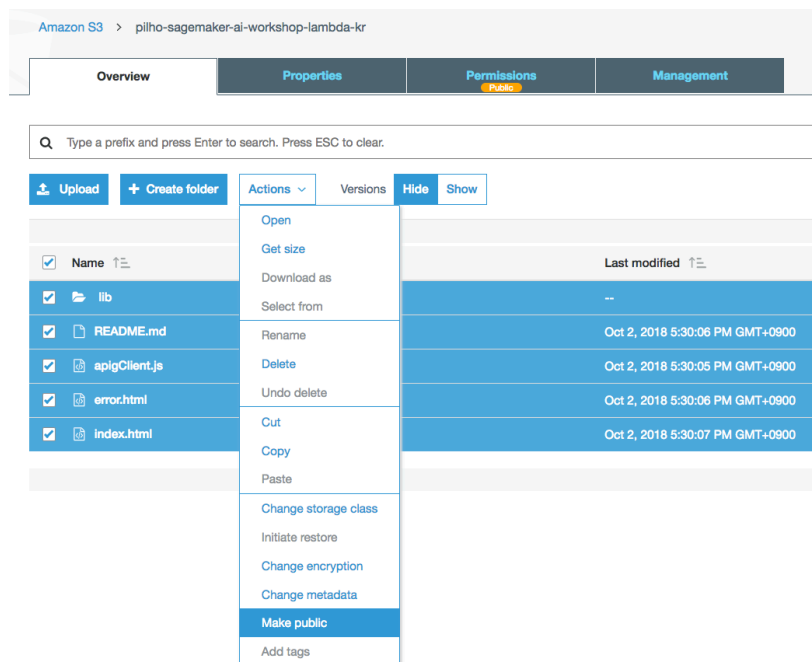 Amazon S3 > pilho-sagemaker-ai-workshop-lambda-kr
Overview Properties Permissions Management
Public
Type a prefix and press Enter to search. Press ESC to clear.
Upload + Create folder Actions Versions Hide Show
Open
Get size
Download as
Select from
Rename
Delete
Undo delete
Cut
Copy
Paste
Change storage class
Initiate restore
Change encryption
Change metadata
Make public
Add tags
Name Last modified
lib --
README.md Oct 2, 2018 5:30:06 PM GMT+0900
apigClient.js Oct 2, 2018 5:30:05 PM GMT+0900
error.html Oct 2, 2018 5:30:06 PM GMT+0900
index.html Oct 2, 2018 5:30:07 PM GMT+0900